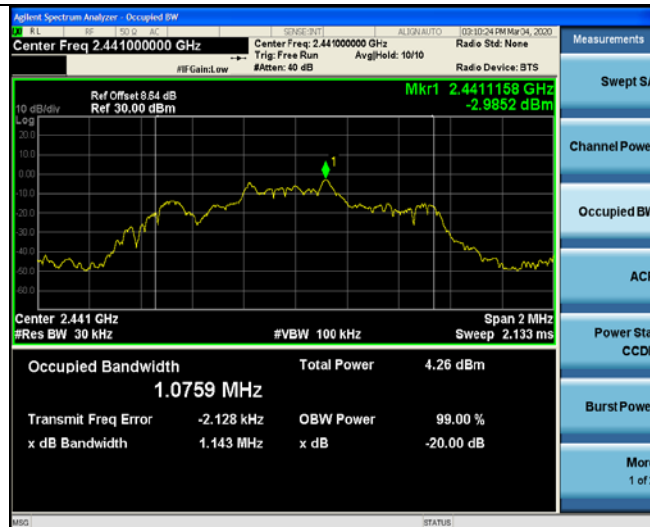 Agilent Spectrum Analyzer - Occupied BW
RL RF 50 Ω AC SENSE:INT ALIGN AUTO 03:10:24 PM Mar 04, 2020
Center Freq 2.441000000 GHz
Center Freq: 2.441000000 GHz
Radio Std: None
Trig: Free Run Avg|Hold: 10/10
#IFGain:Low #Atten: 40 dB Radio Device: BTS
Ref Offset 8.54 dB
Ref 30.00 dBm
10 dB/div
Log
Mkr1 2.4411158 GHz
-2.9852 dBm
20.0
10.0
0.00
-10.0
-20.0
-30.0
-40.0
-50.0
-60.0
1
Center 2.441 GHz Span 2 MHz
#Res BW 30 kHz #VBW 100 kHz Sweep 2.133 ms
Occupied Bandwidth Total Power 4.26 dBm
1.0759 MHz
Transmit Freq Error -2.128 kHz OBW Power 99.00 %
x dB Bandwidth 1.143 MHz x dB -20.00 dB
MSG STATUS
Measurements
Swept SA
Channel Powe
Occupied BW
ACP
Power Sta
CCD
Burst Powe
Mor
1 of